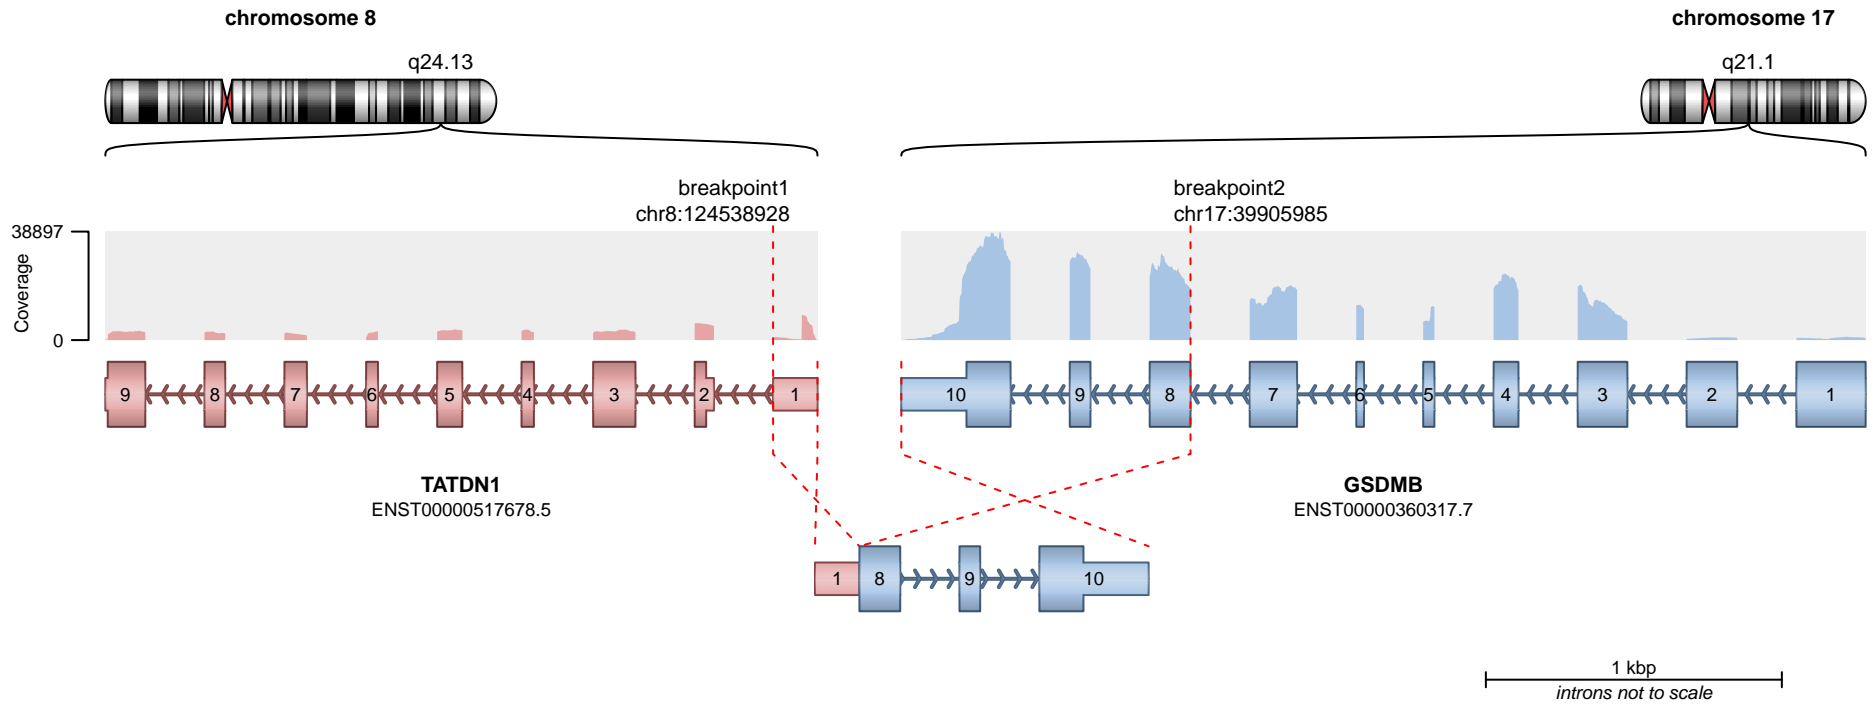 chromosome 8
chromosome 17
q24.13
q21.1
breakpoint1
chr8:124538928
breakpoint2
chr17:39905985
38897
Coverage
0
9 8 7 6 5 4 3 2 1
10 9 8 7 6 5 4 3 2 1
TATDN1
ENST00000517678.5
GSDMB
ENST00000360317.7
1 8 9 10
1 kbp
introns not to scale